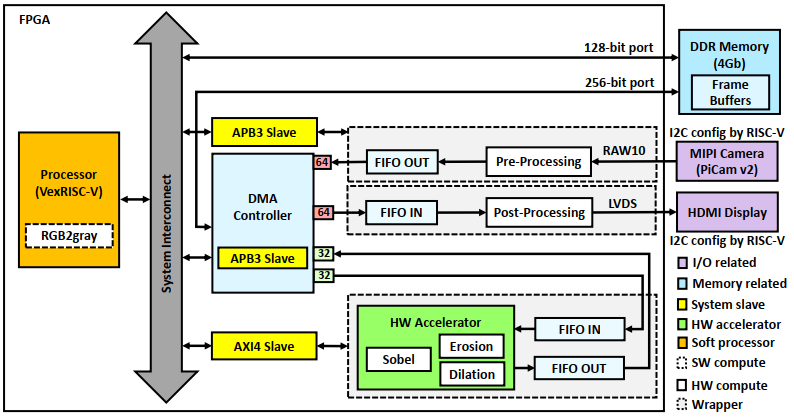 FPGA
128-bit port
DDR Memory
(4Gb)
Frame
Buffers
256-bit port
APB3 Slave
I2C config by RISC-V
RAW10
64
FIFO OUT
Pre-Processing
MIPI Camera
(PiCam v2)
Processor
(VexRISC-V)
RGB2gray
System Interconnect
DMA
Controller
64
FIFO IN
Post-Processing
LVDS
HDMI Display
I2C config by RISC-V
APB3 Slave
32
32
AXI4 Slave
HW Accelerator
Sobel
Erosion
Dilation
FIFO IN
FIFO OUT
I/O related
Memory related
System slave
HW accelerator
Soft processor
SW compute
HW compute
Wrapper